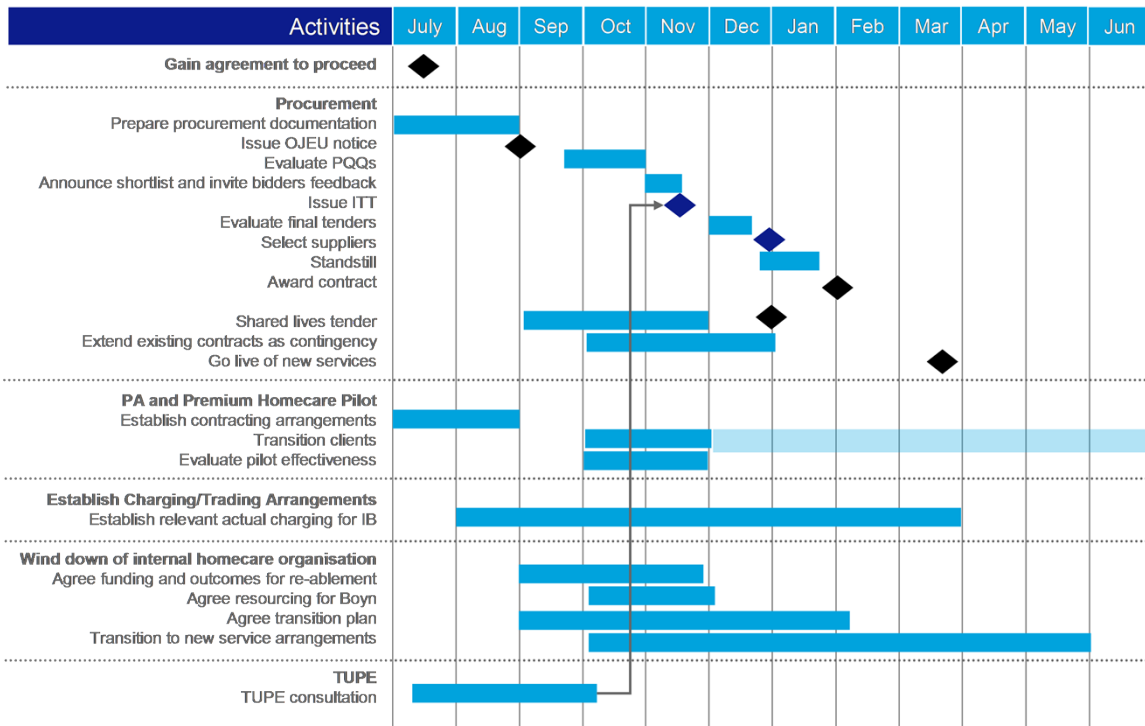 Activities July Aug Sep Oct Nov Dec Jan Feb Mar Apr May Jun
Gain agreement to proceed
Procurement
Prepare procurement documentation
Issue OJEU notice
Evaluate PQQs
Announce shortlist and invite bidders feedback
Issue ITT
Evaluate final tenders
Select suppliers
Standstill
Award contract
Shared lives tender
Extend existing contracts as contingency
Go live of new services
PA and Premium Homecare Pilot
Establish contracting arrangements
Transition clients
Evaluate pilot effectiveness
Establish Charging/Trading Arrangements
Establish relevant actual charging for IB
Wind down of internal homecare organisation
Agree funding and outcomes for re-ablement
Agree resourcing for Boyn
Agree transition plan
Transition to new service arrangements
TUPE
TUPE consultation